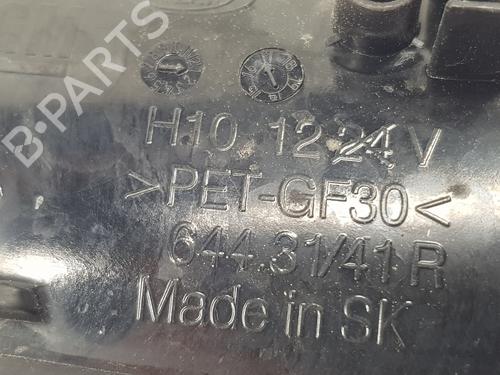 H10 12 24 V
>PET-GF30<
644.31/41 R
Made in SK
B-PARTS